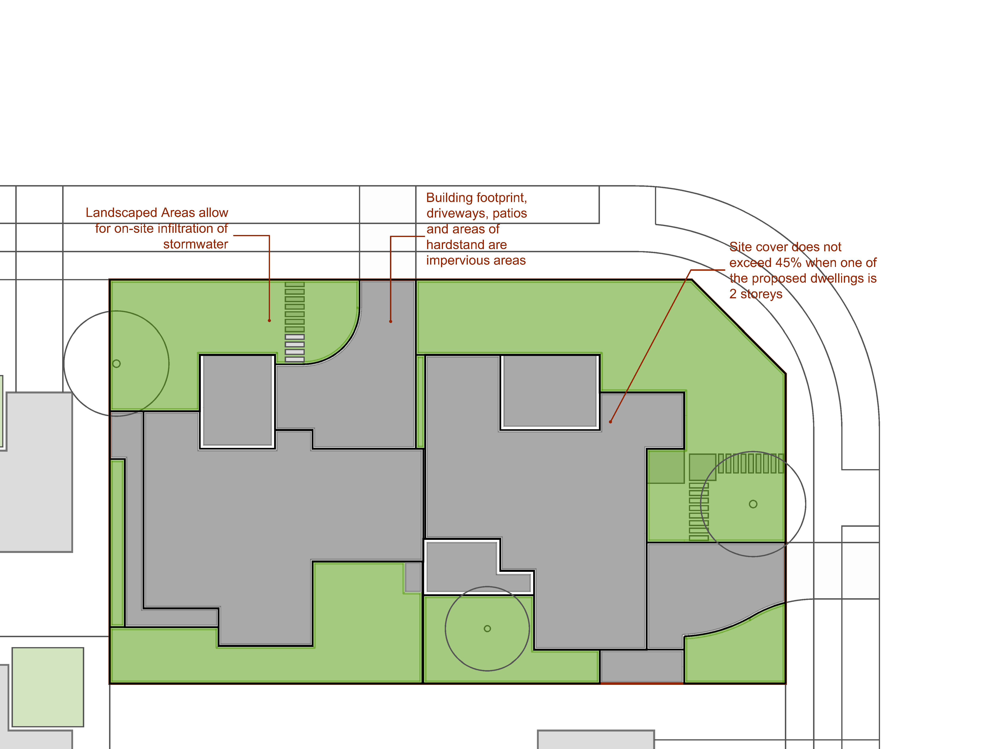 Landscaped Areas allow
for on-site infiltration of
stormwater
Building footprint,
driveways, patios
and areas of
hardstand are
impervious areas
Site cover does not
exceed 45% when one of
the proposed dwellings is
2 storeys